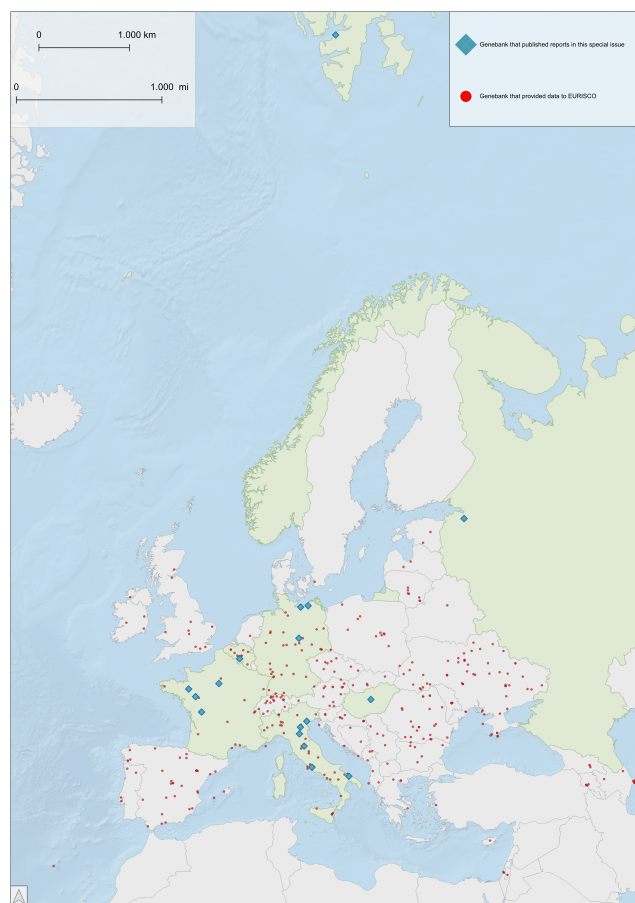 0 1.000 km
0 1.000 mi
Genebank that published reports in this special issue
Genebank that provided data to EURISCO